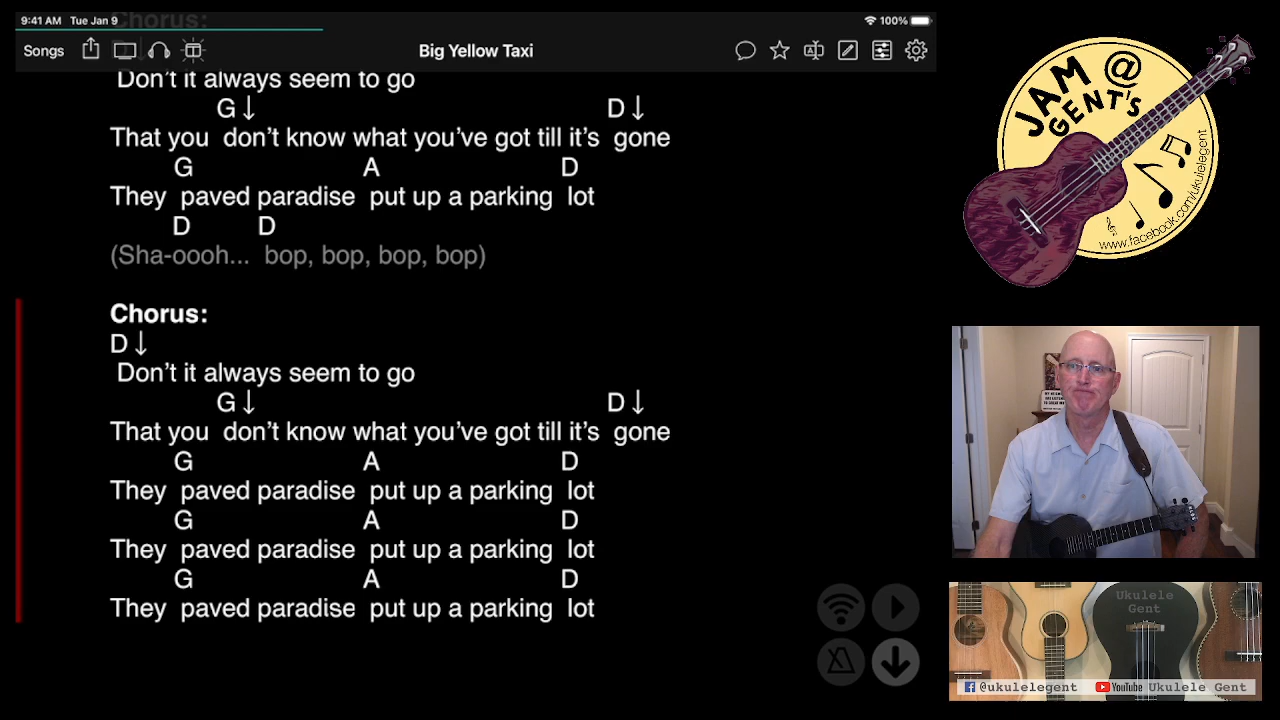 9:41 AM Tue Jan 9
Chorus:
100%
Songs
Big Yellow Taxi
Don't it always seem to go
G↓ D↓
That you don't know what you've got till it's gone
G A D
They paved paradise put up a parking lot
D D
(Sha-oooh... bop, bop, bop, bop)
Chorus:
D↓
Don't it always seem to go
G↓ D↓
That you don't know what you've got till it's gone
G A D
They paved paradise put up a parking lot
G A D
They paved paradise put up a parking lot
G A D
They paved paradise put up a parking lot
JAM @
GENT'S
www.facebook.com/ukulelegent
Ukulele
Gent
@ukulelegent YouTube Ukulele Gent